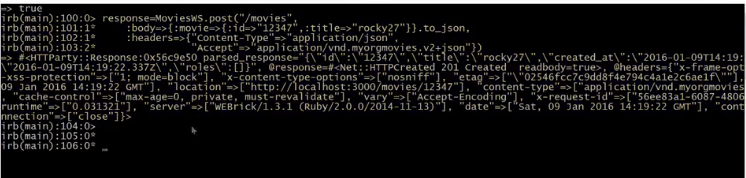 => true
irb(main):100:0> response=MoviesWS.post("/movies",
irb(main):101:1*     :body=>{:movie=>{:id=>"12347",:title=>"rocky27"}}.to_json,
irb(main):102:1*     :headers=>{"Content-Type"=>"application/json",
irb(main):103:2*                "Accept"=>"application/vnd.myorgmovies.v2+json"})
=> #<HTTParty::Response:0x56c9e50 parsed_response="{\"id\":\"12347\",\"title\":\"rocky27\",\"created_at\":\"2016-01-09T14:19:
\"2016-01-09T14:19:22.337Z\",\"roles\":[]}", @response=#<Net::HTTPCreated 201 Created  readbody=true>, @headers={"x-frame-opt
-xss-protection"=>["1; mode=block"], "x-content-type-options"=>["nosniff"], "etag"=>["\"02546fcc7c9dd8f4e794c4a1e2c6ae1f\""],
09 Jan 2016 14:19:22 GMT"], "location"=>["http://localhost:3000/movies/12347"], "content-type"=>["application/vnd.myorgmovies
, "cache-control"=>["max-age=0, private, must-revalidate"], "vary"=>["Accept-Encoding"], "x-request-id"=>["56ee83a1-6087-4806
runtime"=>["0.031321"], "server"=>["WEBrick/1.3.1 (Ruby/2.0.0/2014-11-13)"], "date"=>["Sat, 09 Jan 2016 14:19:22 GMT"], "cont
nnection"=>["close"]}>
irb(main):104:0>
irb(main):105:0*
irb(main):106:0* _